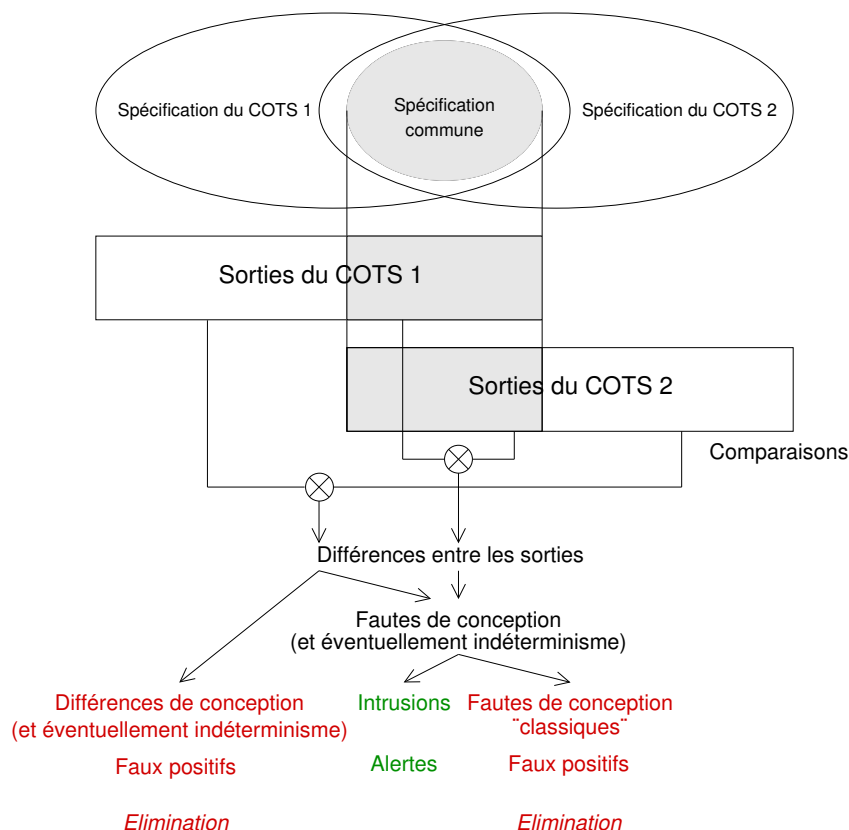 Spécification du COTS 1
Spécification
commune
Spécification du COTS 2
Sorties du COTS 1
Sorties du COTS 2
Comparaisons
Différences entre les sorties
Fautes de conception
(et éventuellement indéterminisme)
Différences de conception
(et éventuellement indéterminisme)
Faux positifs
Elimination
Intrusions
Alertes
Fautes de conception
¨classiques¨
Faux positifs
Elimination